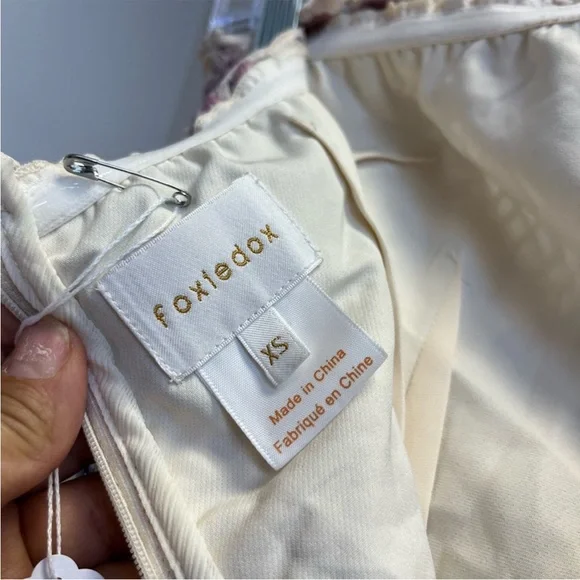 foxiedox
XS
Made in China
Fabriqué en Chine